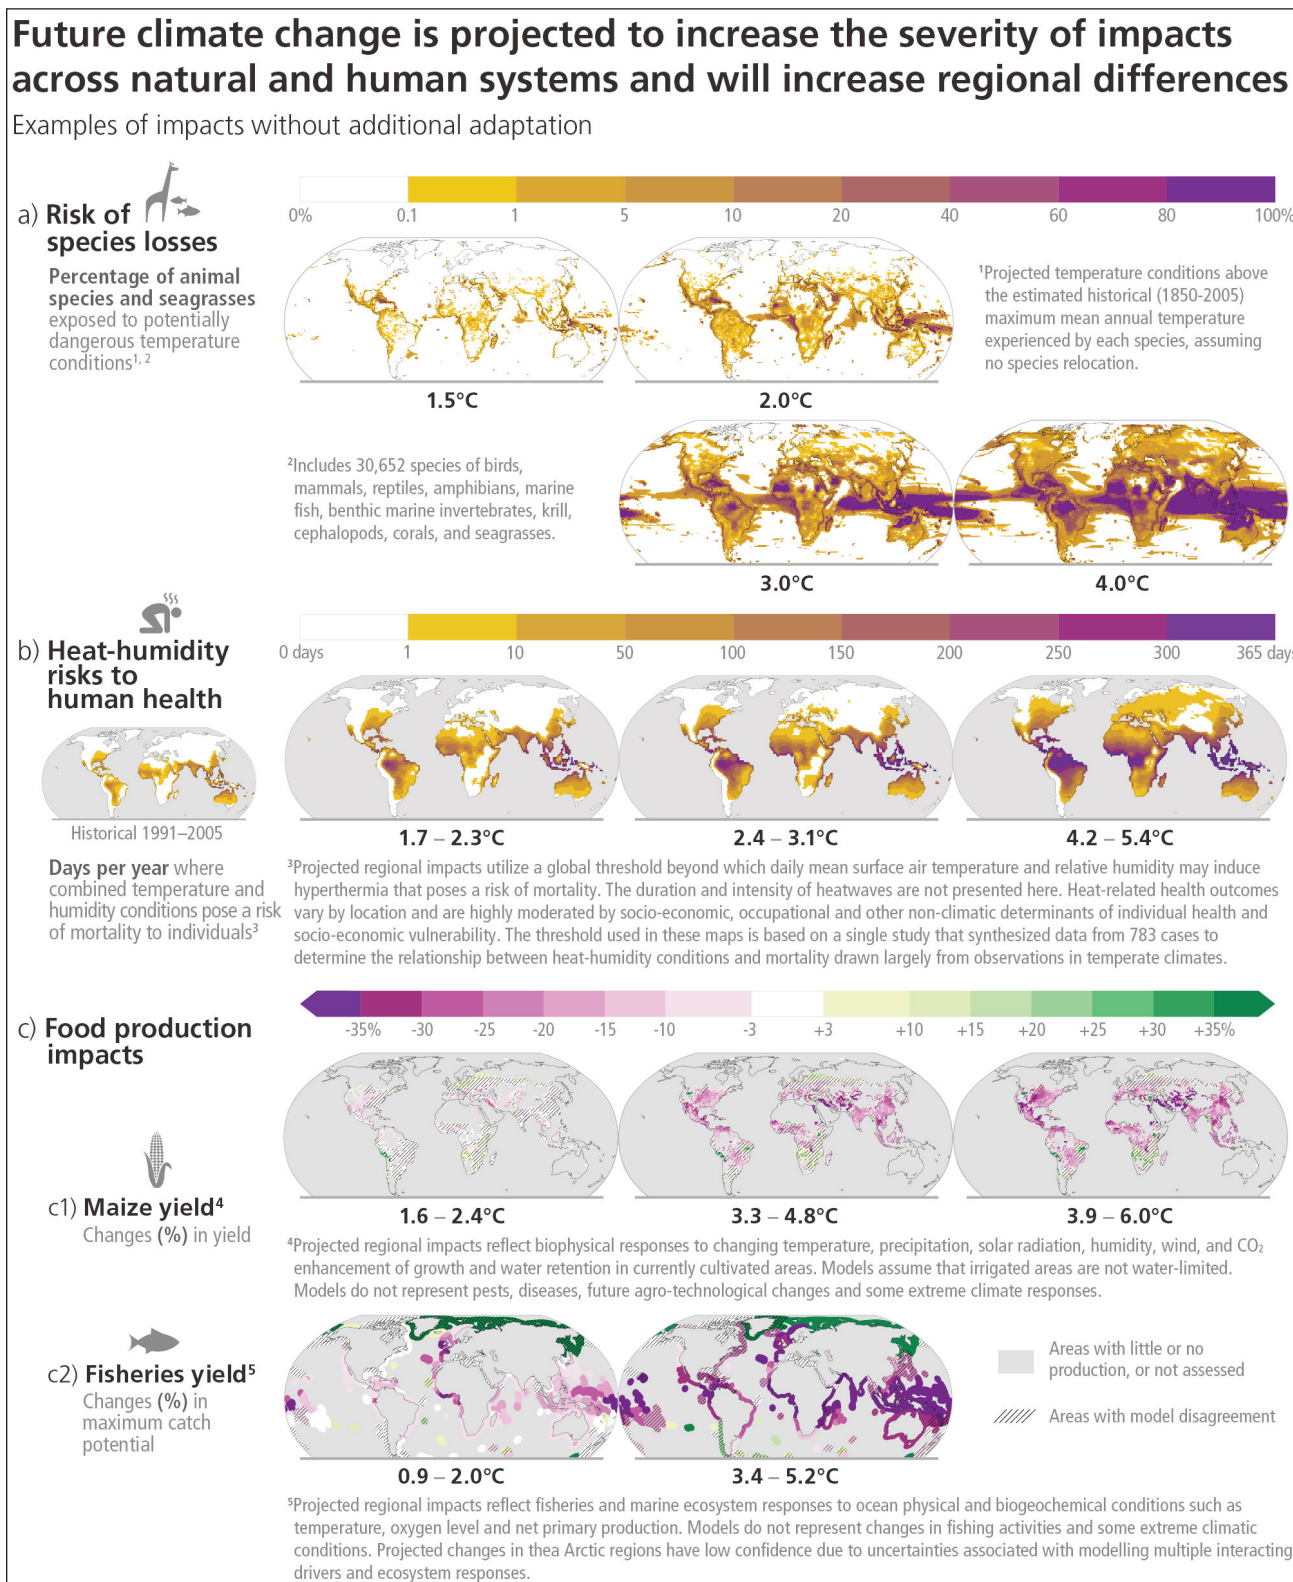 Future climate change is projected to increase the severity of impacts
across natural and human systems and will increase regional differences
Examples of impacts without additional adaptation
a) Risk of
species losses
Percentage of animal
species and seagrasses
exposed to potentially
dangerous temperature
conditions1, 2
0% 0.1 1 5 10 20 40 60 80 100%
1.5°C
2.0°C
1Projected temperature conditions above
the estimated historical (1850-2005)
maximum mean annual temperature
experienced by each species, assuming
no species relocation.
2Includes 30,652 species of birds,
mammals, reptiles, amphibians, marine
fish, benthic marine invertebrates, krill,
cephalopods, corals, and seagrasses.
3.0°C
4.0°C
b) Heat-humidity
risks to
human health
0 days 1 10 50 100 150 200 250 300 365 days
Historical 1991–2005
Days per year where
combined temperature and
humidity conditions pose a risk
of mortality to individuals3
1.7 – 2.3°C
2.4 – 3.1°C
4.2 – 5.4°C
3Projected regional impacts utilize a global threshold beyond which daily mean surface air temperature and relative humidity may induce
hyperthermia that poses a risk of mortality. The duration and intensity of heatwaves are not presented here. Heat-related health outcomes
vary by location and are highly moderated by socio-economic, occupational and other non-climatic determinants of individual health and
socio-economic vulnerability. The threshold used in these maps is based on a single study that synthesized data from 783 cases to
determine the relationship between heat-humidity conditions and mortality drawn largely from observations in temperate climates.
c) Food production
impacts
-35% -30 -25 -20 -15 -10 -3 +3 +10 +15 +20 +25 +30 +35%
c1) Maize yield4
Changes (%) in yield
1.6 – 2.4°C
3.3 – 4.8°C
3.9 – 6.0°C
4Projected regional impacts reflect biophysical responses to changing temperature, precipitation, solar radiation, humidity, wind, and CO2
enhancement of growth and water retention in currently cultivated areas. Models assume that irrigated areas are not water-limited.
Models do not represent pests, diseases, future agro-technological changes and some extreme climate responses.
c2) Fisheries yield5
Changes (%) in
maximum catch
potential
0.9 – 2.0°C
3.4 – 5.2°C
Areas with little or no
production, or not assessed
Areas with model disagreement
5Projected regional impacts reflect fisheries and marine ecosystem responses to ocean physical and biogeochemical conditions such as
temperature, oxygen level and net primary production. Models do not represent changes in fishing activities and some extreme climatic
conditions. Projected changes in thea Arctic regions have low confidence due to uncertainties associated with modelling multiple interacting
drivers and ecosystem responses.